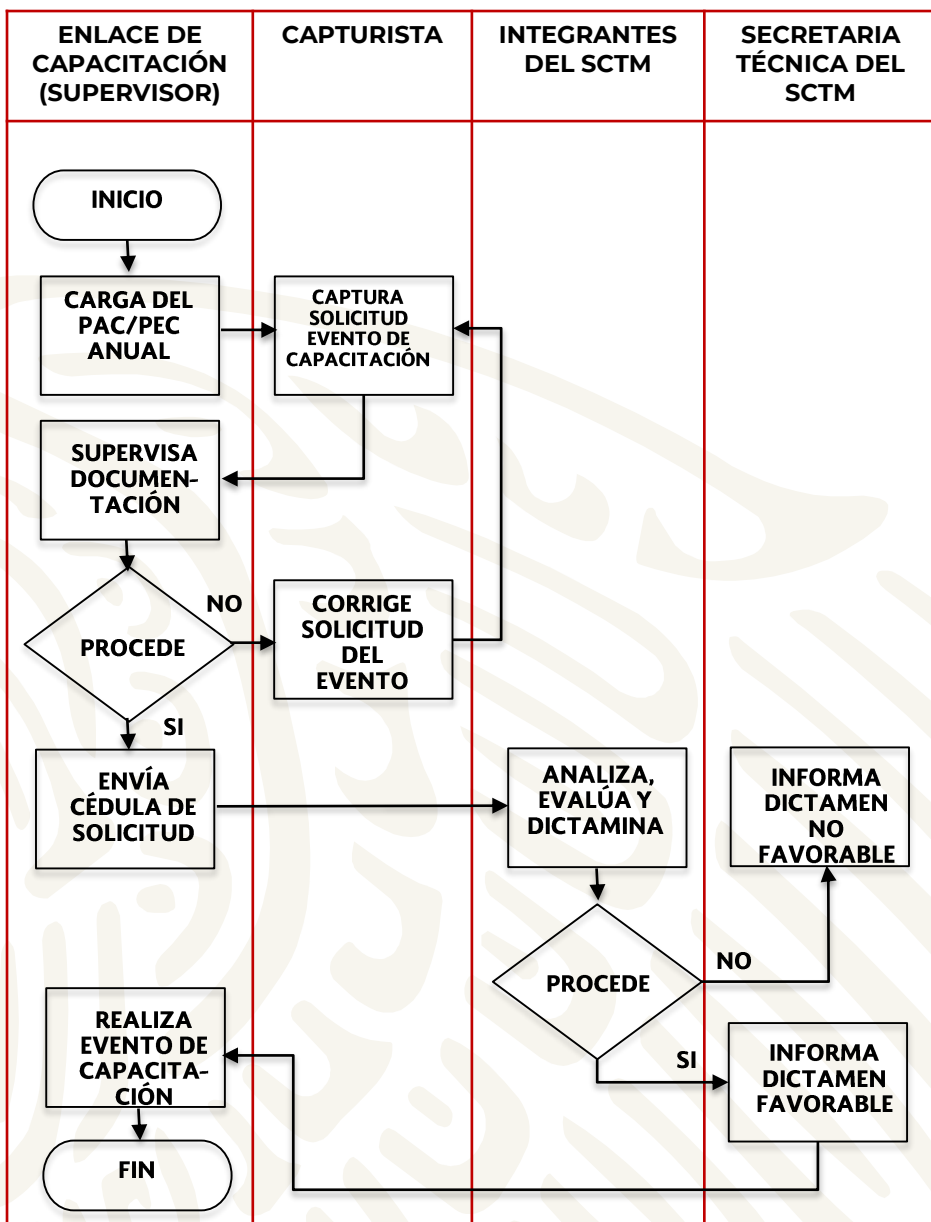 ENLACE DE
CAPACITACIÓN
(SUPERVISOR)
CAPTURISTA
INTEGRANTES
DEL SCTM
SECRETARIA
TÉCNICA DEL
SCTM
INICIO
CARGA DEL
PAC/PEC
ANUAL
CAPTURA
SOLICITUD
EVENTO DE
CAPACITACIÓN
SUPERVISA
DOCUMEN-
TACIÓN
PROCEDE
NO
CORRIGE
SOLICITUD
DEL
EVENTO
SI
ENVÍA
CÉDULA DE
SOLICITUD
ANALIZA,
EVALÚA Y
DICTAMINA
INFORMA
DICTAMEN
NO
FAVORABLE
PROCEDE
NO
SI
INFORMA
DICTAMEN
FAVORABLE
REALIZA
EVENTO DE
CAPACITA-
CIÓN
FIN